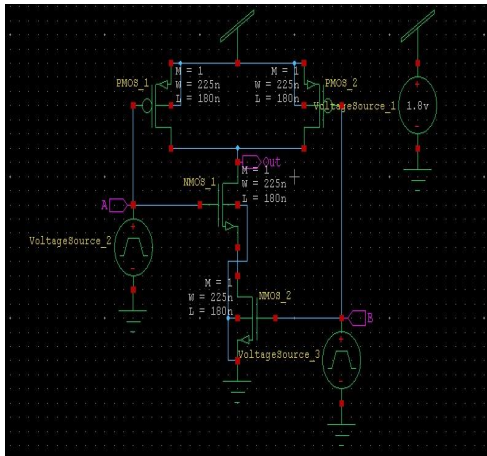 PMOS_1
M = 1
W = 225n
L = 180n
M = 1
W = 225n
L = 180n
PMOS_2
VoltageSource_1
1.8v
Out
M = 1
W = 225n
L = 180n
NMOS_1
A
VoltageSource_2
M = 1
W = 225n
L = 180n
NMOS_2
B
VoltageSource_3